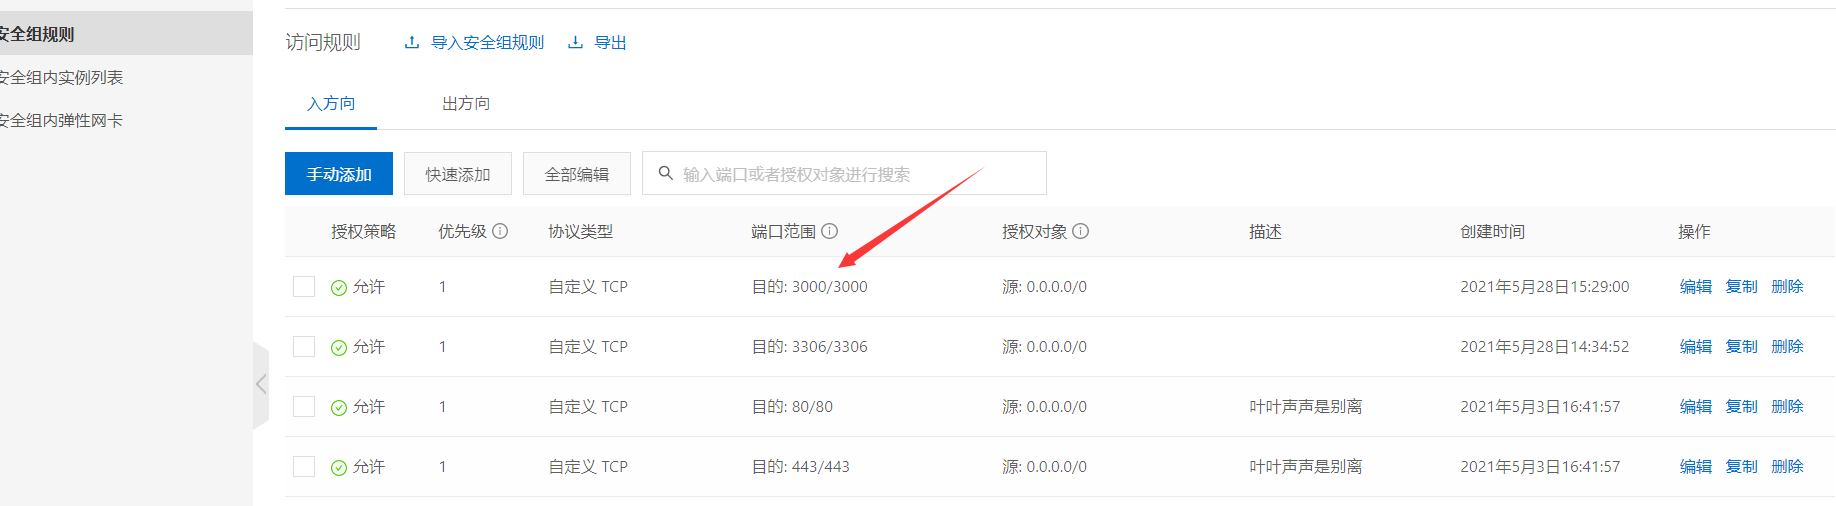 安全组规则
安全组内实例列表
安全组内弹性网卡
访问规则 导入安全组规则 导出
入方向 出方向
手动添加 快速添加 全部编辑 输入端口或者授权对象进行搜索
授权策略 优先级 协议类型 端口范围 授权对象 描述 创建时间 操作
允许 1 自定义 TCP 目的: 3000/3000 源: 0.0.0.0/0 2021年5月28日15:29:00 编辑 复制 删除
允许 1 自定义 TCP 目的: 3306/3306 源: 0.0.0.0/0 2021年5月28日14:34:52 编辑 复制 删除
允许 1 自定义 TCP 目的: 80/80 源: 0.0.0.0/0 叶叶声声是别离 2021年5月3日16:41:57 编辑 复制 删除
允许 1 自定义 TCP 目的: 443/443 源: 0.0.0.0/0 叶叶声声是别离 2021年5月3日16:41:57 编辑 复制 删除